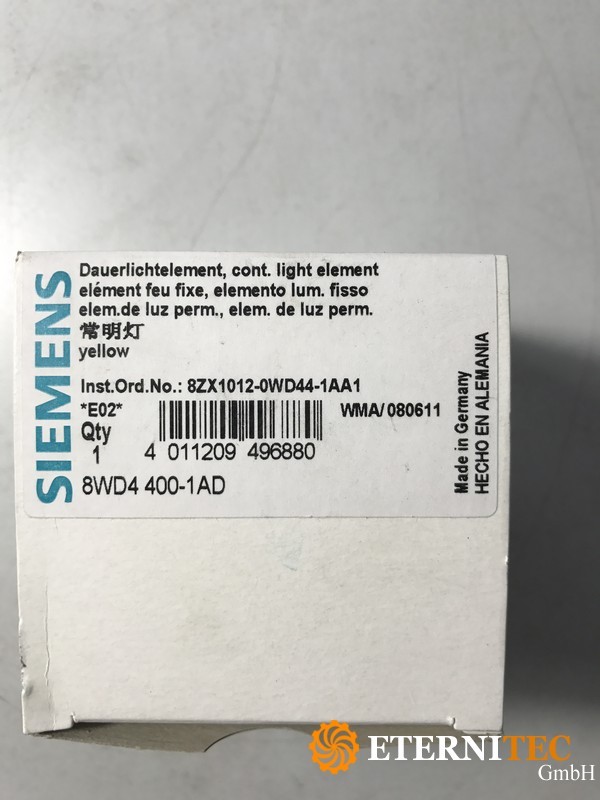 SIEMENS
Dauerlichtelement, cont. light element
elément feu fixe, elemento lum. fisso
elem.de luz perm., elem. de luz perm.
常明灯
yellow
Inst.Ord.No.: 8ZX1012-0WD44-1AA1
*E02*
WMA/080611
Qty
1
4 011209 496880
8WD4 400-1AD
Made in Germany
HECHO EN ALEMANIA
ETERNITEC
GmbH